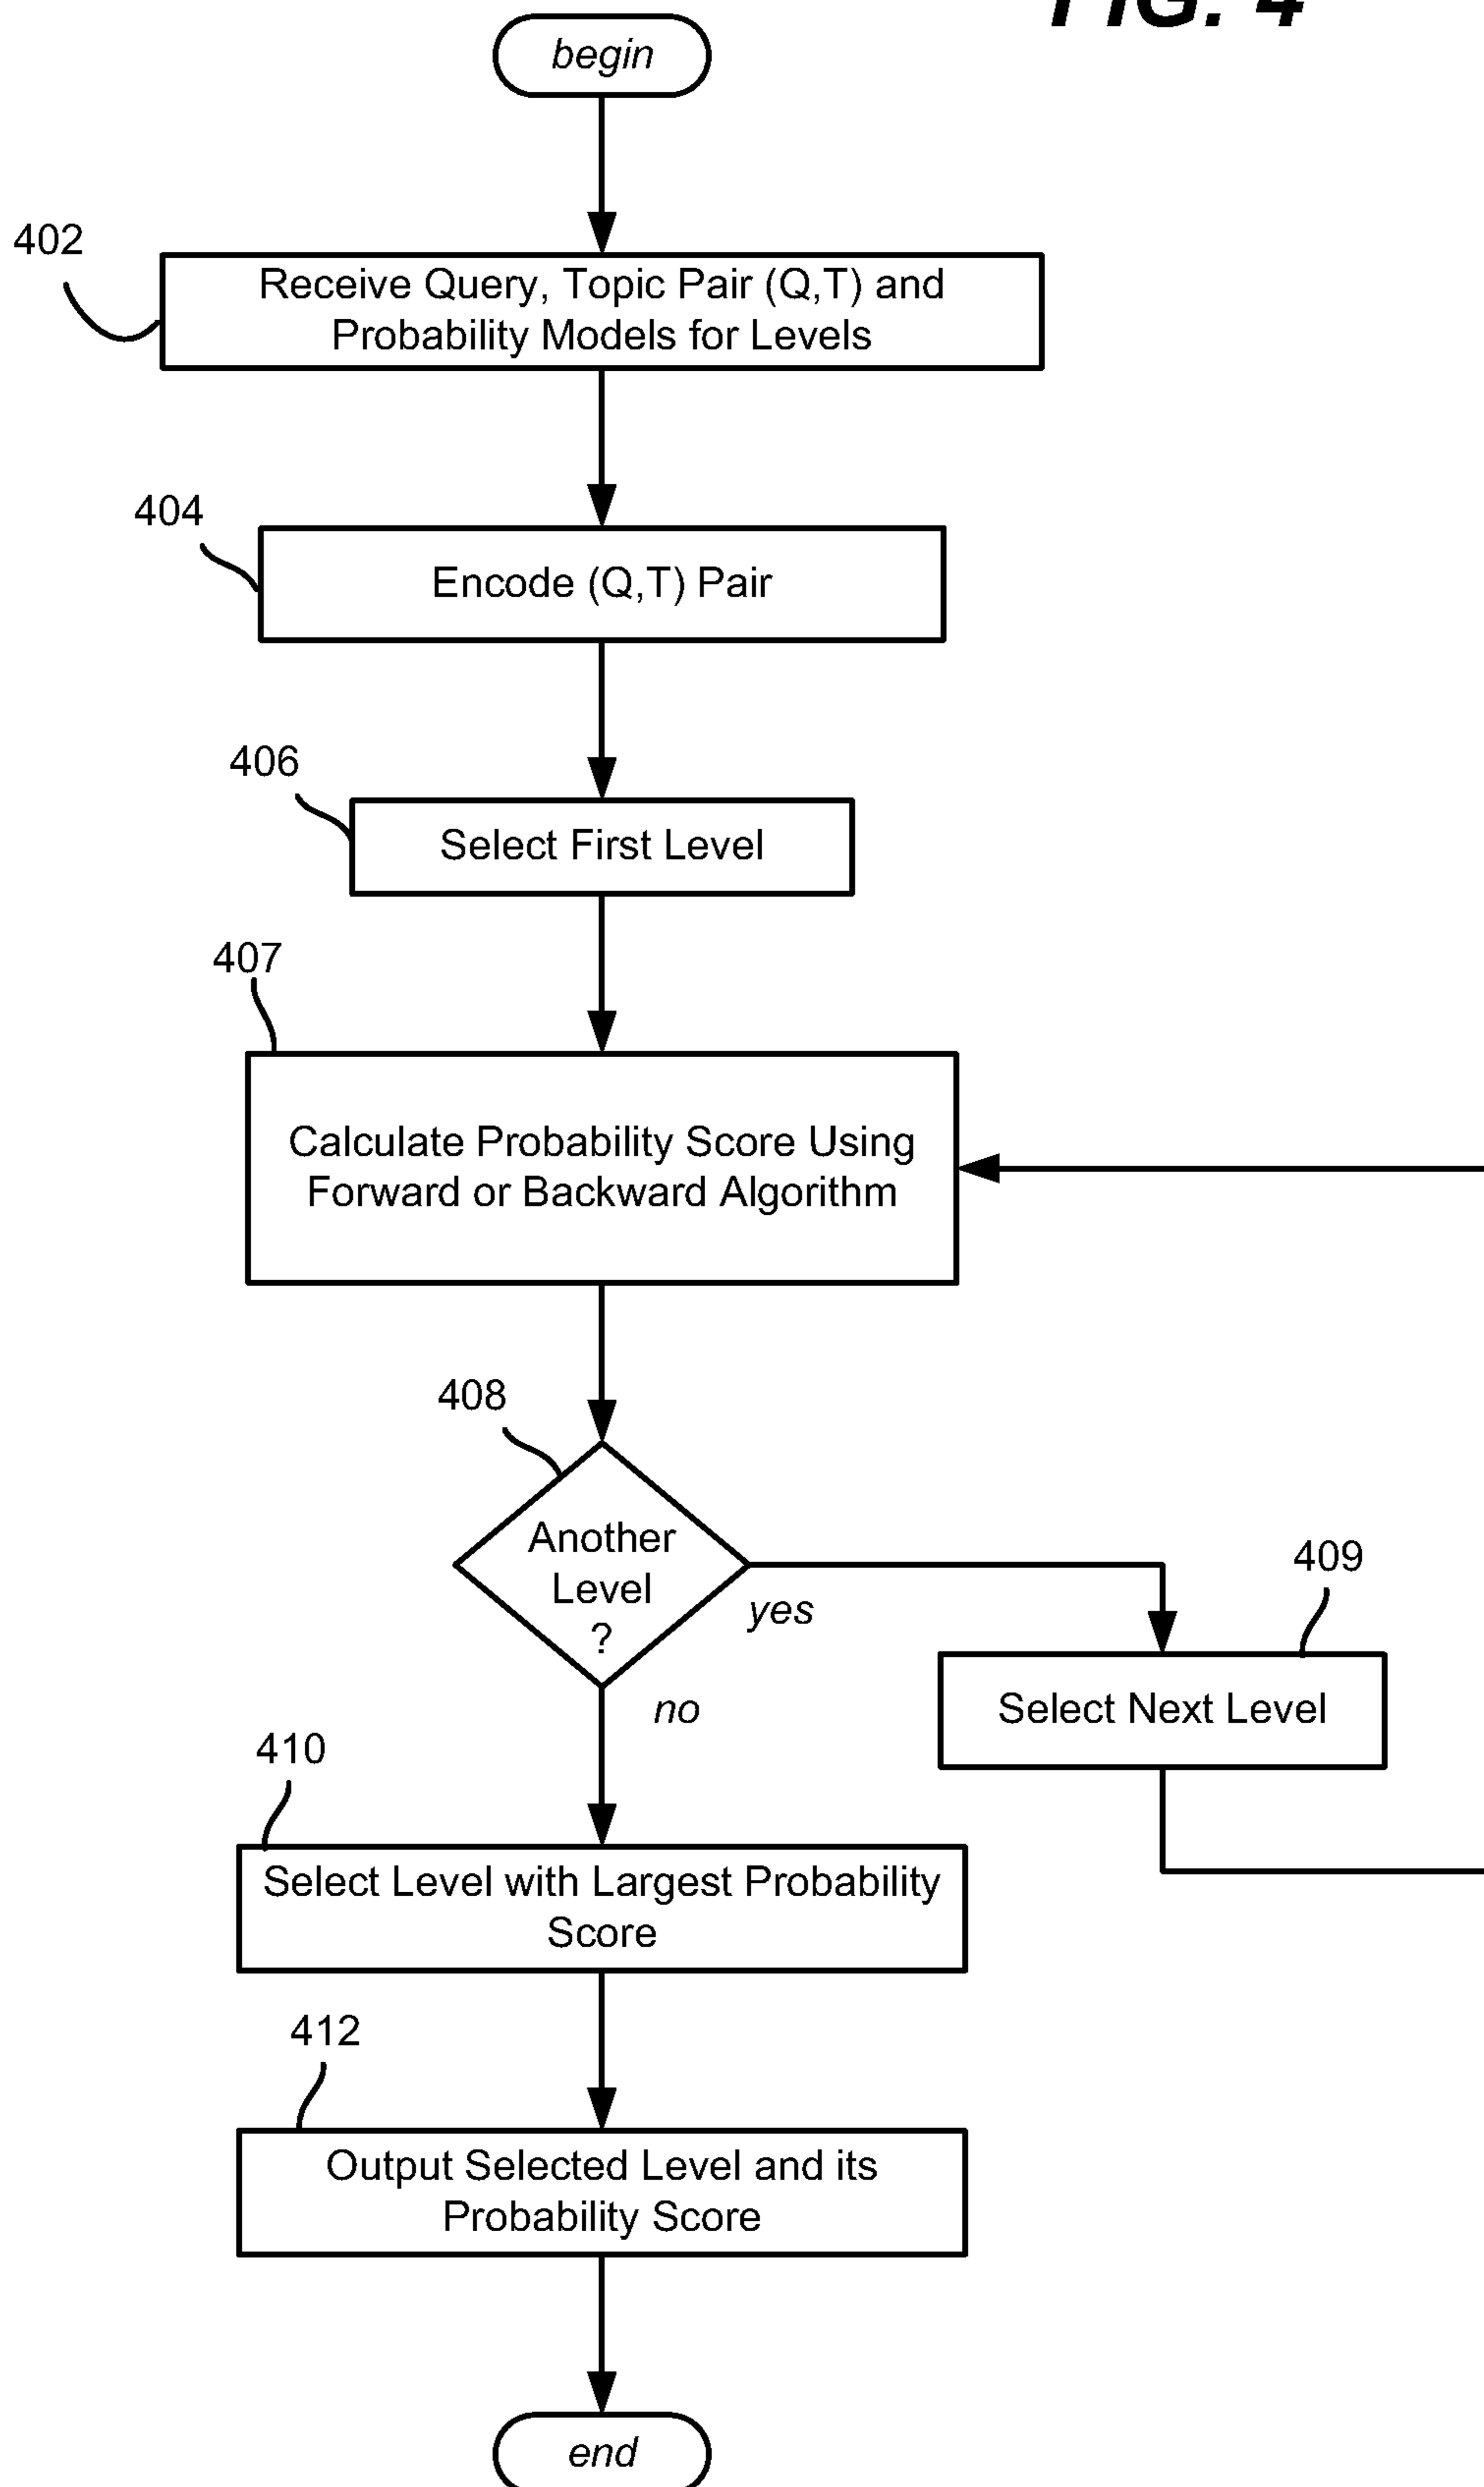 FIG. 4
begin
402
Receive Query, Topic Pair (Q,T) and
Probability Models for Levels
404
Encode (Q,T) Pair
406
Select First Level
407
Calculate Probability Score Using
Forward or Backward Algorithm
408
Another
Level
?
yes
409
no
Select Next Level
410
Select Level with Largest Probability
Score
412
Output Selected Level and its
Probability Score
end